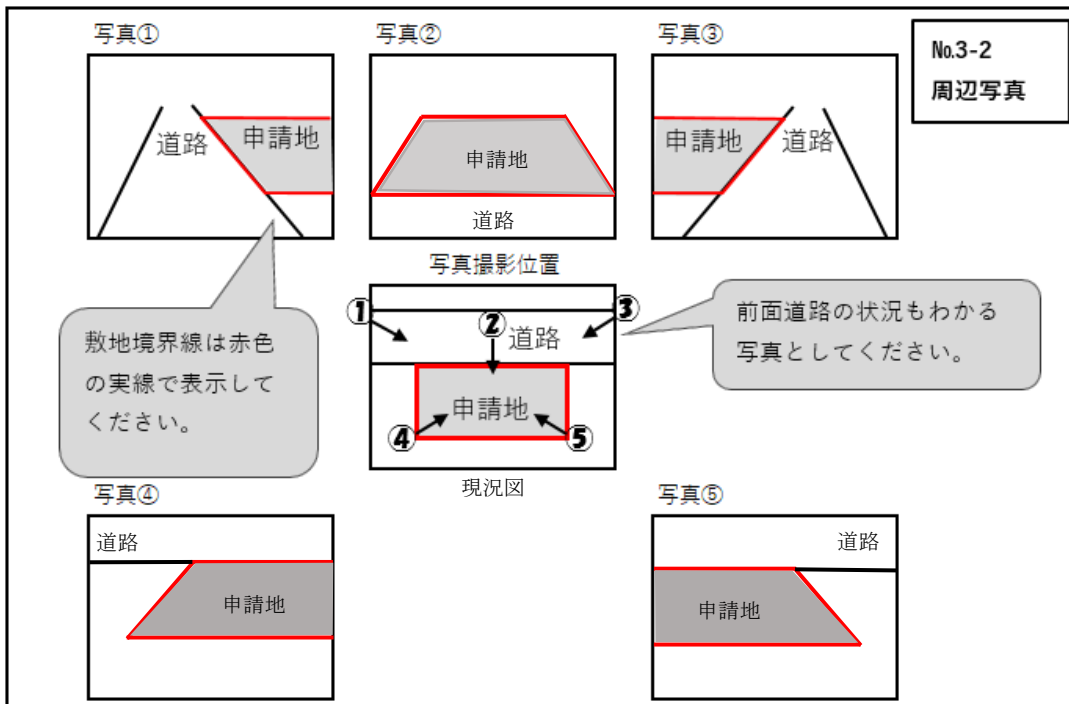 写真①
写真②
写真③
№3-2
周辺写真
道路
申請地
申請地
道路
申請地
道路
写真撮影位置
敷地境界線は赤色
の実線で表示して
ください。
①
②
③
道路
申請地
④
⑤
現況図
前面道路の状況もわかる
写真としてください。
写真④
写真⑤
道路
申請地
道路
申請地